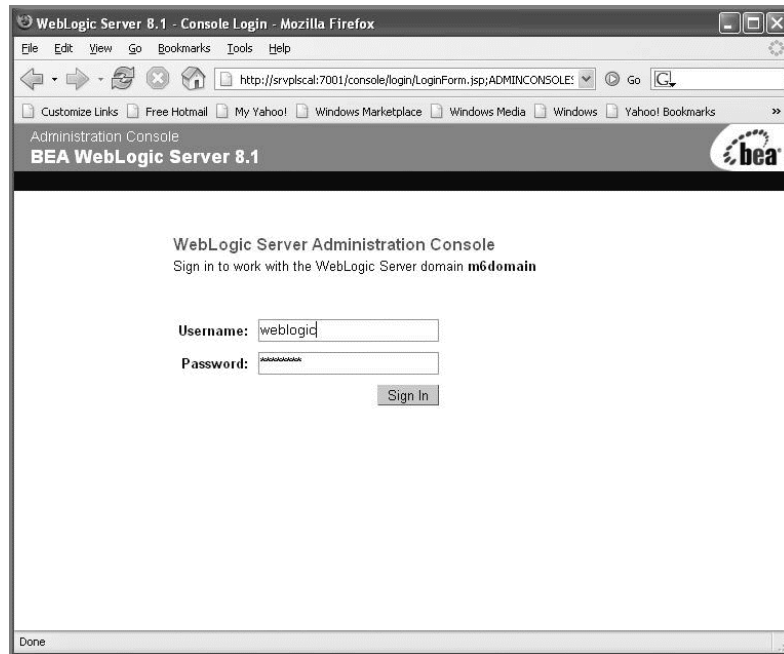 WebLogic Server 8.1 - Console Login - Mozilla Firefox
File Edit View Go Bookmarks Tools Help
http://srvplscal:7001/console/login/LoginForm.jsp;ADMINCONSOLES Go G
Customize Links Free Hotmail My Yahoo! Windows Marketplace Windows Media Windows Yahoo! Bookmarks »
Administration Console
BEA WebLogic Server 8.1
bea
WebLogic Server Administration Console
Sign in to work with the WebLogic Server domain m6domain
Username: weblogic
Password: ********
Sign In
Done